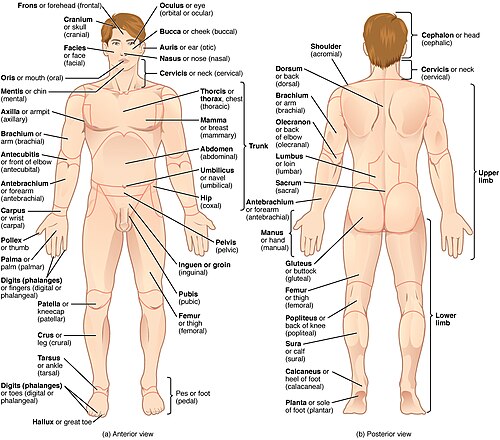 Frons or forehead (frontal)
Cranium
or skull
(cranial)
Facies
or face
(facial)
Oris or mouth (oral)
Mentis or chin
(mental)
Axilla or armpit
(axillary)
Brachium or
arm (brachial)
Antecubitis
or front of elbow
(antecubital)
Antebrachium
or forearm
(antebrachial)
Carpus
or wrist
(carpal)
Pollex
or thumb
Palma or
palm (palmar)
Digits (phalanges)
or fingers (digital or
phalangeal)
Patella or
kneecap
(patellar)
Crus or
leg (crural)
Tarsus
or ankle
(tarsal)
Digits (phalanges)
or toes (digital or
phalangeal)
Hallux or great toe
Oculus or eye
(orbital or ocular)
Bucca or cheek (buccal)
Auris or ear (otic)
Nasus or nose (nasal)
Cervicis or neck (cervical)
Thorcis or
thorax, chest
(thoracic)
Mamma
or breast
(mammary)
Abdomen
(abdominal)
Umbilicus
or navel
(umbilical)
Hip
(coxal)
Trunk
Pelvis
(pelvic)
Inguen or groin
(inguinal)
Pubis
(pubic)
Femur
or thigh
(femoral)
Pes or foot
(pedal)
(a) Anterior view
Cephalon or head
(cephalic)
Cervicis or neck
(cervical)
Shoulder
(acromial)
Dorsum
or back
(dorsal)
Brachium
or arm
(brachial)
Olecranon
or back of
elbow
(olecranal)
Lumbus
or loin
(lumbar)
Sacrum
(sacral)
Antebrachium
or forearm
(antebrachial)
Manus
or hand
(manual)
Upper
limb
Gluteus
or buttock
(gluteal)
Femur
or thigh
(femoral)
Popliteus or
back of knee
(popliteal)
Sura
or calf
(sural)
Calcaneus or
heel of foot
(calacaneal)
Planta or sole
of foot (plantar)
Lower
limb
(b) Posterior view